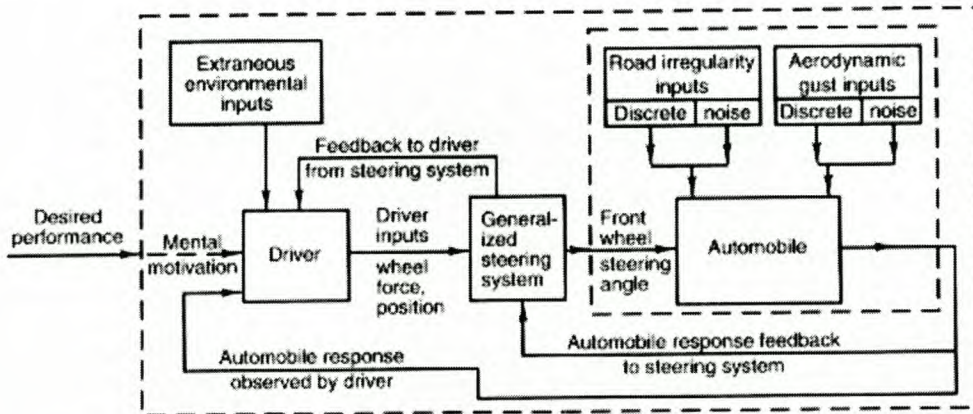 Extraneous
environmental
inputs
Road irregularity
inputs
Discrete
noise
Aerodynamic
gust inputs
Discrete
noise
Feedback to driver
from steering system
Desired
performance
Mental
motivation
Driver
Driver
inputs
wheel
force,
position
General-
ized
steering
system
Front
wheel
steering
angle
Automobile
Automobile response
observed by driver
Automobile response feedback
to steering system